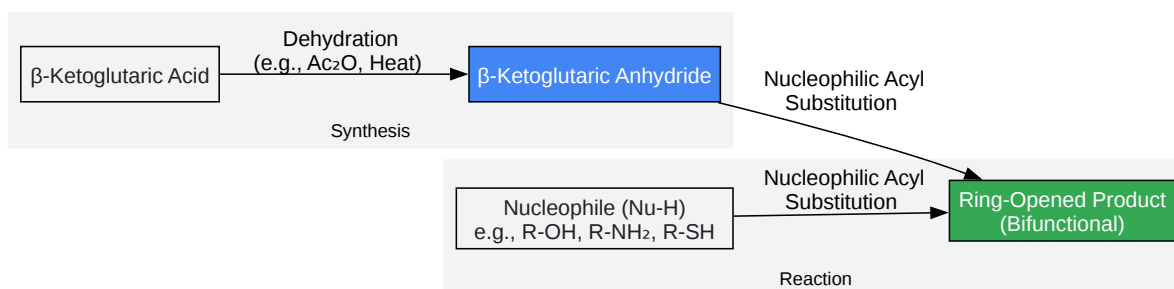 β-Ketoglutaric Acid
Dehydration
(e.g., Ac₂O, Heat)
β-Ketoglutaric Anhydride
Synthesis
Nucleophilic Acyl
Substitution
Nucleophile (Nu-H)
e.g., R-OH, R-NH₂, R-SH
Nucleophilic Acyl
Substitution
Ring-Opened Product
(Bifunctional)
Reaction